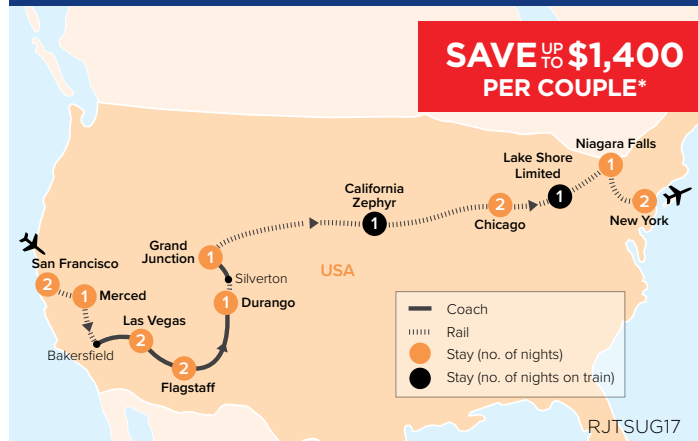 SAVE UP TO $1,400
PER COUPLE*
Niagara Falls
1
Lake Shore
Limited
1
2
New York
California
Zephyr
1
2
Chicago
Grand
Junction
1
San Francisco
2
1
Merced
Silverton
USA
1
Durango
Las Vegas
2
Bakersfield
2
Flagstaff
Coach
Rail
Stay (no. of nights)
Stay (no. of nights on train)
RJTSUG17